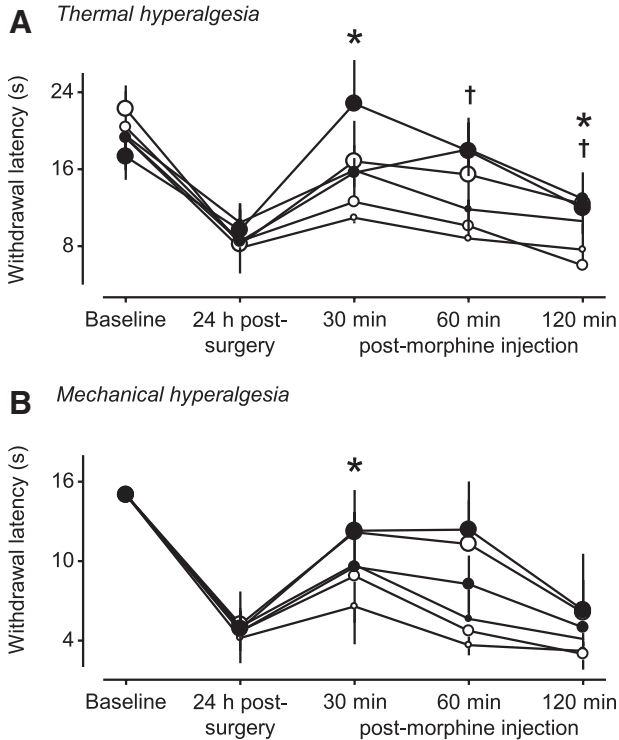 A Thermal hyperalgesia
Withdrawal latency (s)
24
16
8
*
†
*
†
Baseline
24 h post-
surgery
30 min
60 min
120 min
post-morphine injection
B Mechanical hyperalgesia
Withdrawal latency (s)
16
10
4
*
Baseline
24 h post-
surgery
30 min
60 min
120 min
post-morphine injection